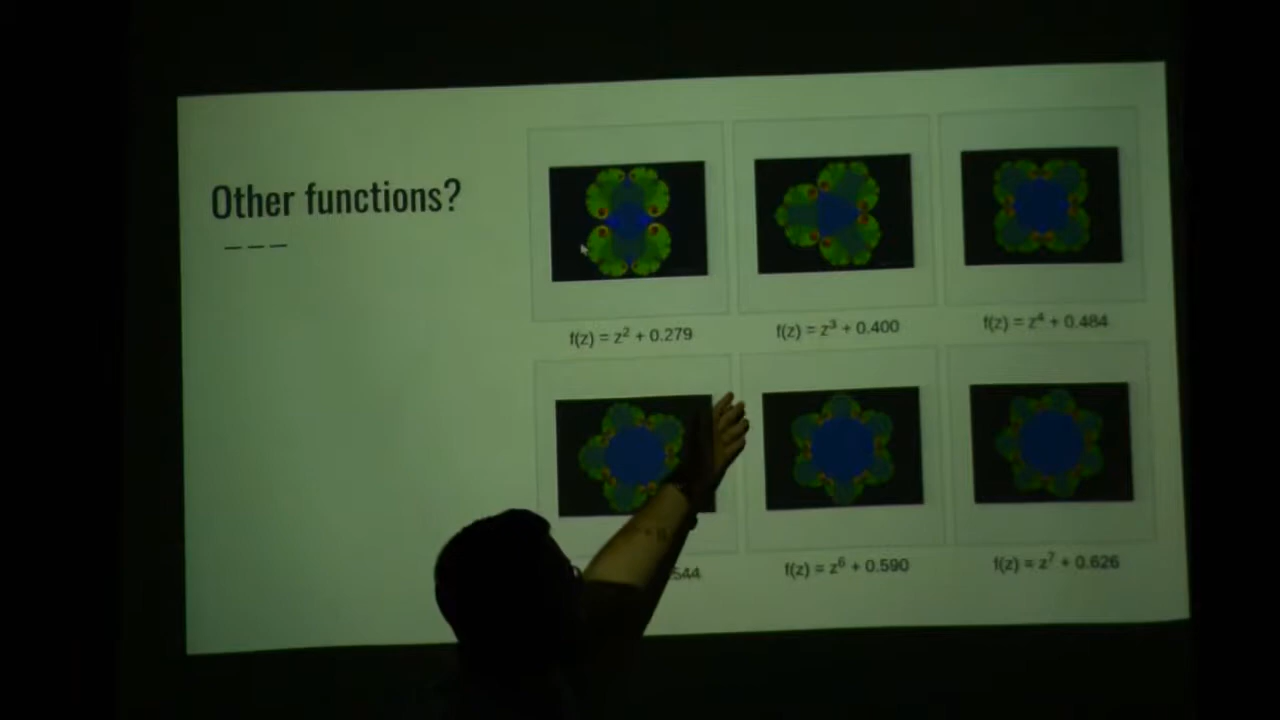 Other functions?
f(z) = z² + 0.279
f(z) = z³ + 0.400
f(z) = z⁴ + 0.484
544
f(z) = z⁶ + 0.590
f(z) = z⁷ + 0.626